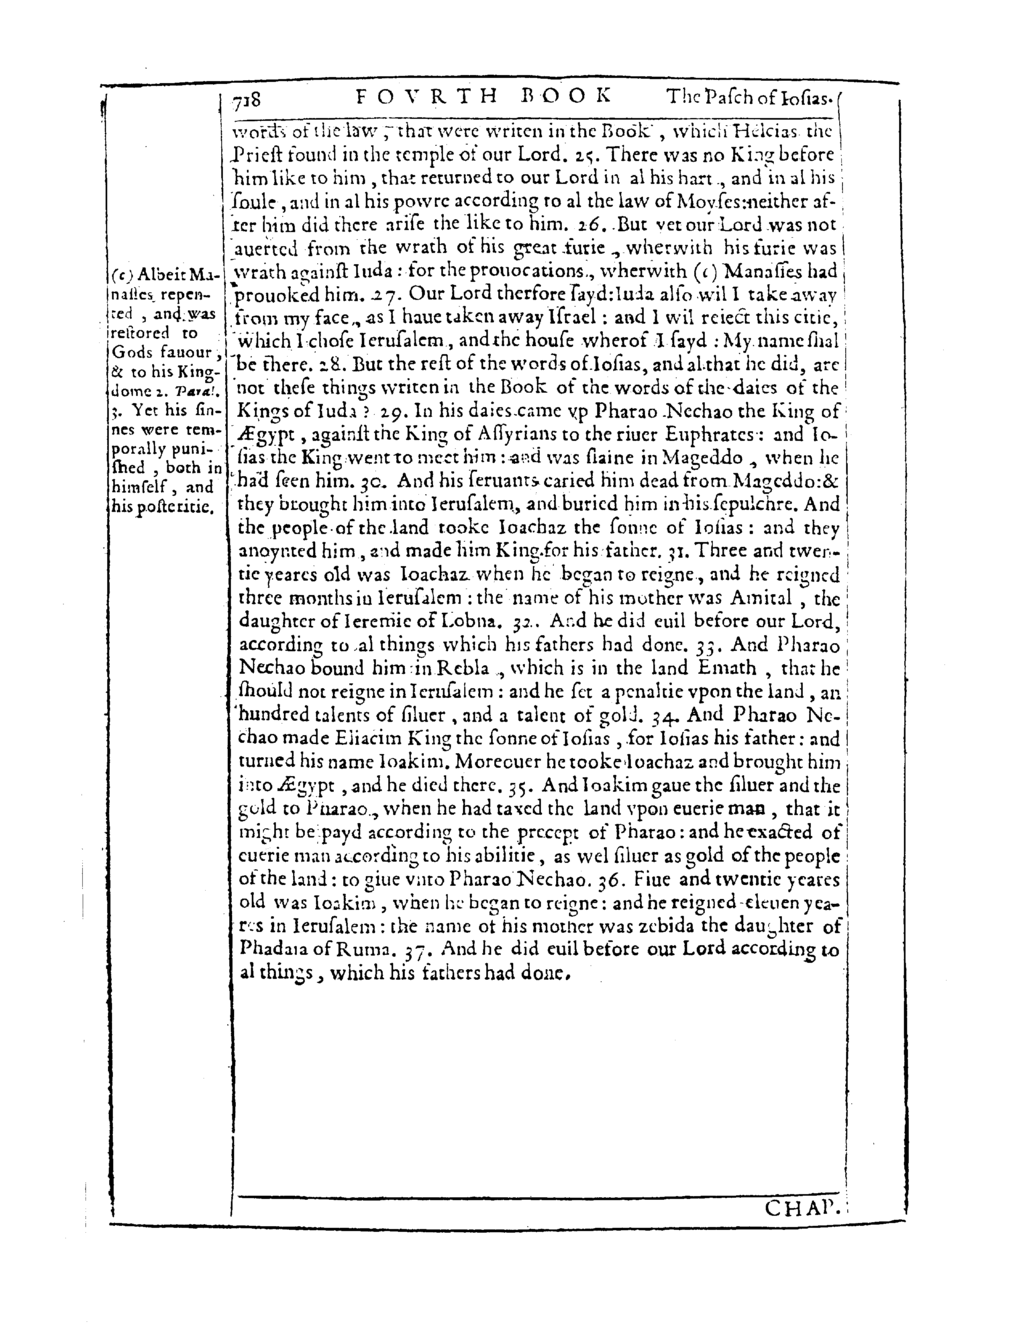 718 FOVRTH BOOK The Pasch of Iosias.
words of the law, that were writen in the Book, which Helcias the
Priest found in the temple of our Lord. 25. There was no King before
him like to him, that returned to our Lord in al his hart, and in al his
soule, and in al his powre according to al the law of Moyses: neither af-
ter him did there arise the like to him. 26. But yet our Lord was not
auerted from the wrath of his great furie, wherwith his furie was
wrath against Iuda: for the prouocations, wherwith (c) Manasses had
prouoked him. 27. Our Lord therfore sayd: Iuda also wil I take away
from my face, as I haue taken away Israel: and I wil reiect this citie,
which I chose Ierusalem, and the house wherof I sayd: My name shal
be there. 28. But the rest of the words of Iosias, and al that he did, are
not these things writen in the Book of the words of the daies of the
Kings of Iuda? 29. In his daies came vp Pharao Nechao the King of
Ægypt, against the King of Assyrians to the riuer Euphrates: and Io-
sias the King went to meet him: and was slaine in Mageddo, when he
had seen him. 30. And his seruants caried him dead from Mageddo: &
they brought him into Ierusalem, and buried him in his sepulchre. And
the people of the land tooke Ioachaz the sonne of Iosias: and they
anoynted him, and made him King for his father. 31. Three and twen-
tie yeares old was Ioachaz when he began to reigne, and he reigned
three months in Ierusalem: the name of his mother was Amital, the
daughter of Ieremie of Lobna. 32. And he did euil before our Lord,
according to al things which his fathers had done. 33. And Pharao
Nechao bound him in Rebla, which is in the land Emath, that he
should not reigne in Ierusalem: and he set a penaltie vpon the land, an
hundred talents of siluer, and a talent of gold. 34. And Pharao Ne-
chao made Eliacim King the sonne of Iosias, for Iosias his father: and
turned his name Ioakim. Moreouer he tooke Ioachaz and brought him
into Ægypt, and he died there. 35. And Ioakim gaue the siluer and the
gold to Pharao, when he had taxed the land vpon euerie man, that it
might be payd according to the precept of Pharao: and he exacted of
euerie man according to his abilitie, as wel siluer as gold of the people
of the land: to giue vnto Pharao Nechao. 36. Fiue and twentie yeares
old was Ioakim, when he began to reigne: and he reigned eleuen yea-
res in Ierusalem: the name of his mother was zebida the daughter of
Phadaia of Ruma. 37. And he did euil before our Lord according to
al things, which his fathers had done.
(c) Albeit Ma-
nasses repen-
ted, and was
restored to
Gods fauour,
& to his King-
dome 2. Paral.
3. Yet his sin-
nes were tem-
porally puni-
shed, both in
himself, and
his posteritie.
CHAP.